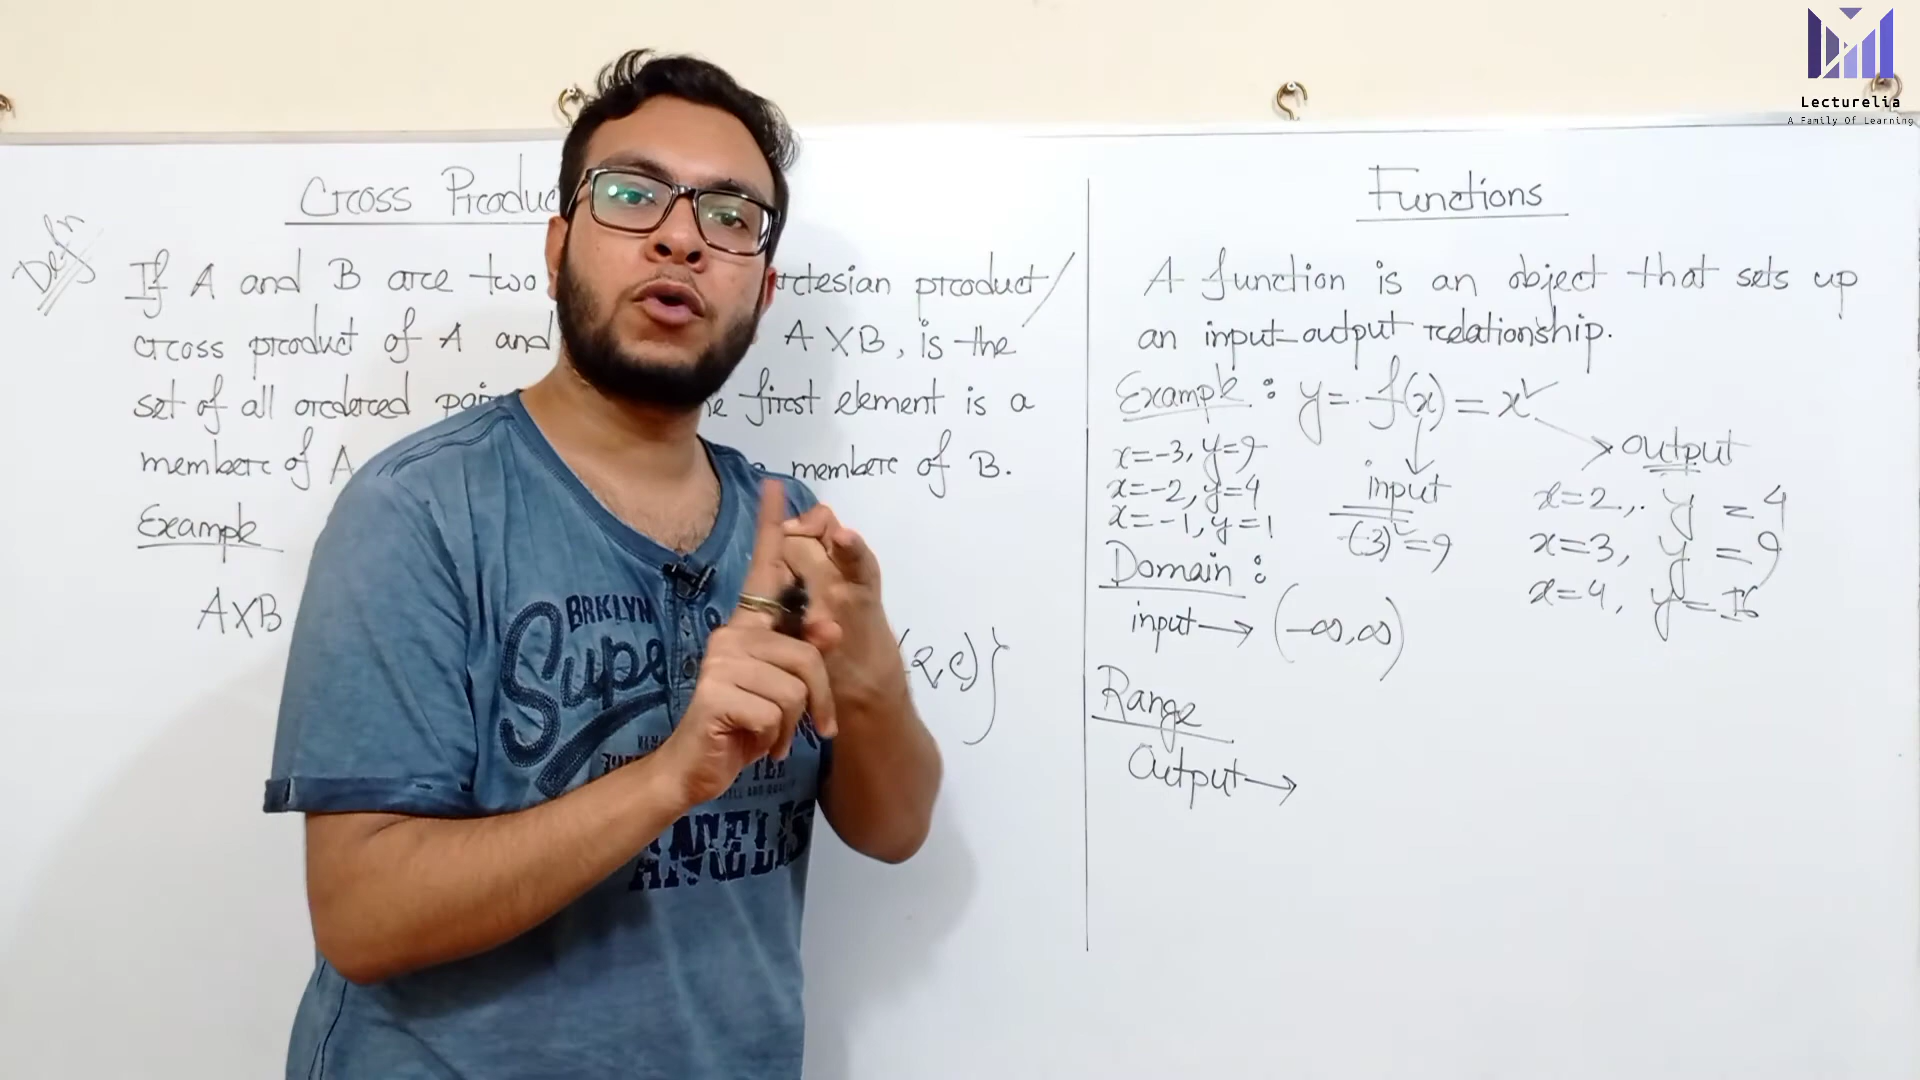 Lecturelia
A Family Of Learning
Cross Produc
Defn
If A and B are two rtesian product/
cross product of A and A X B, is the
set of all ordered pair e first element is a
member of A member of B.
Example
AXB
(2,c)}
Functions
A function is an object that sets up
an input-output relationship.
Example : y = f(x) = x²
x=-3, y=9
x=-2, y=4
x=-1, y=1
input
(-3)²=9
output
x=2, y = 4
x=3, y = 9
x=4, y = 16
Domain :
input → (-∞, ∞)
Range
Output →
BRKLYN
Supe
ANGELES